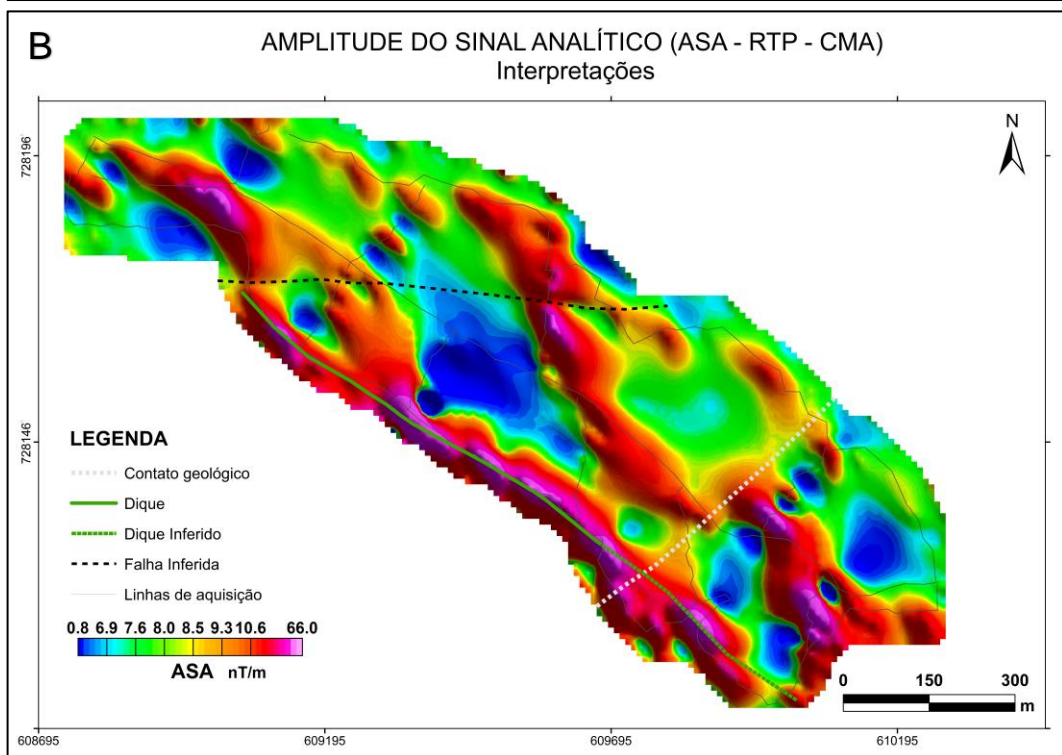 B
AMPLITUDE DO SINAL ANALÍTICO (ASA - RTP - CMA)
Interpretações
N
728196
728146
LEGENDA
Contato geológico
Dique
Dique Inferido
Falha Inferida
Linhas de aquisição
0.8 6.9 7.6 8.0 8.5 9.3 10.6 66.0
ASA nT/m
0 150 300
m
608695 609195 609695 610195